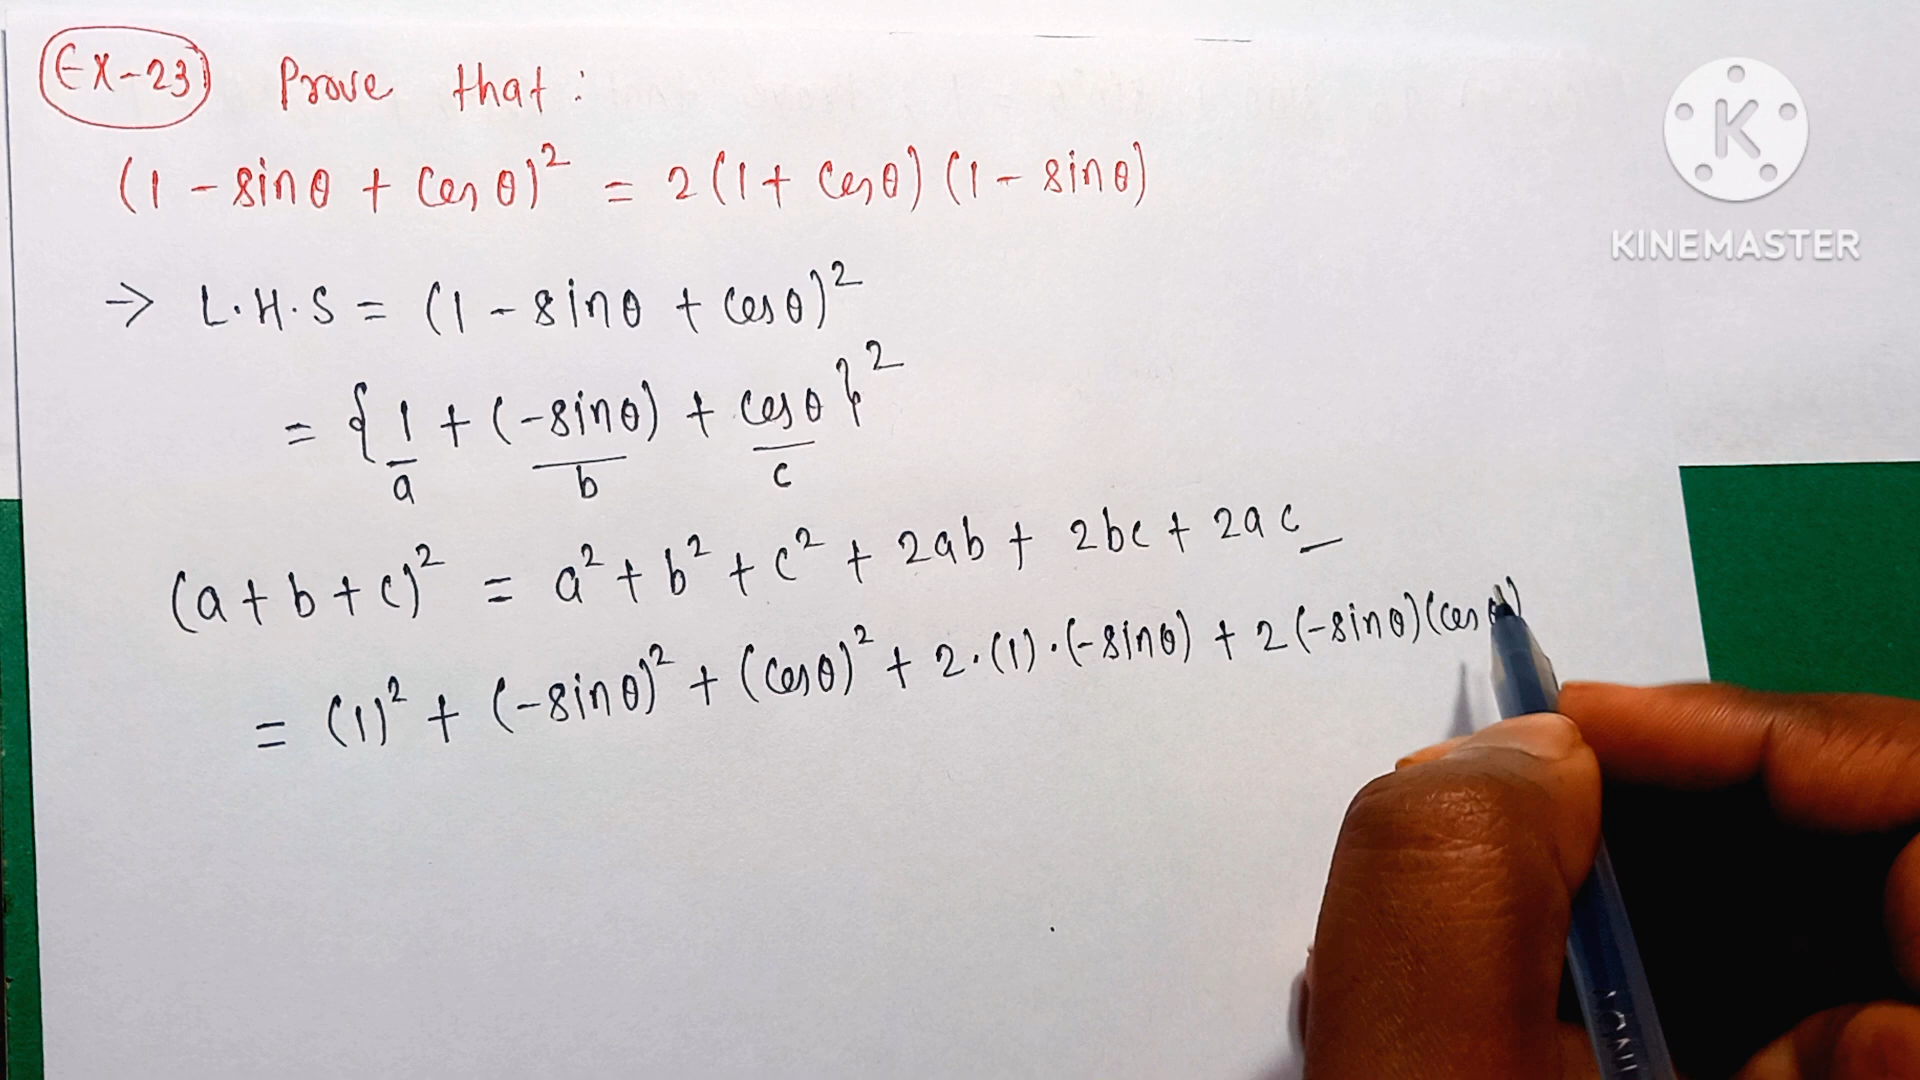 Ex-23 Prove that:
(1 - sinθ + cosθ)² = 2(1 + cosθ)(1 - sinθ)
K
KINEMASTER
→ L.H.S = (1 - sinθ + cosθ)²
= {1 + (-sinθ) + cosθ}²
a b c
(a + b + c)² = a² + b² + c² + 2ab + 2bc + 2ac
= (1)² + (-sinθ)² + (cosθ)² + 2·(1)·(-sinθ) + 2(-sinθ)(cosθ)